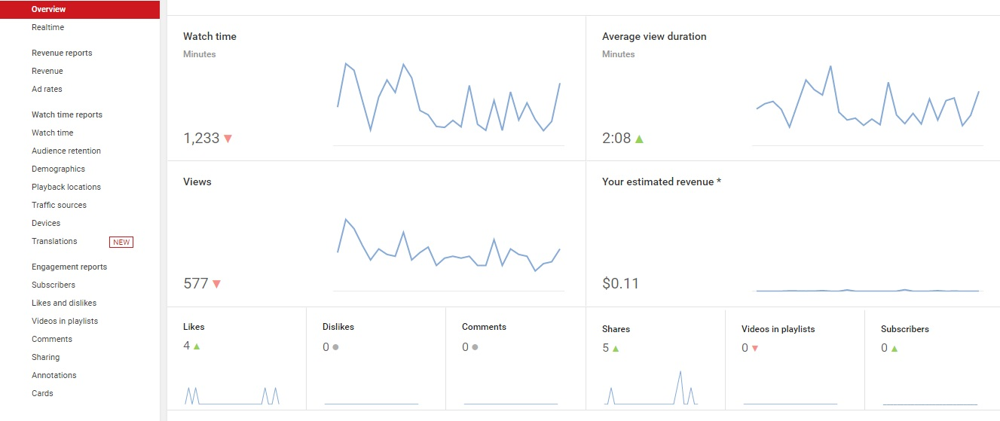 Overview
Realtime
Revenue reports
Revenue
Ad rates
Watch time reports
Watch time
Audience retention
Demographics
Playback locations
Traffic sources
Devices
Translations NEW
Engagement reports
Subscribers
Likes and dislikes
Videos in playlists
Comments
Sharing
Annotations
Cards
Watch time
Minutes
1,233
Average view duration
Minutes
2:08
Views
577
Your estimated revenue *
$0.11
Likes
4
Dislikes
0
Comments
0
Shares
5
Videos in playlists
0
Subscribers
0